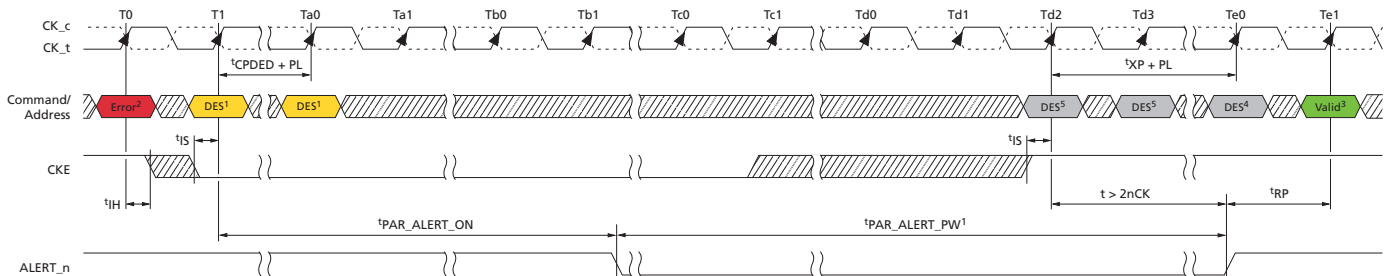 T0 T1 Ta0 Ta1 Tb0 Tb1 Tc0 Tc1 Td0 Td1 Td2 Td3 Te0 Te1
CK_c
CK_t
tCPDED + PL tXP + PL
Command/
Address
Error² DES¹ DES¹ DES⁵ DES⁵ DES⁴ Valid³
tIS tIS
CKE
tIH t > 2nCK tRP
tPAR_ALERT_ON tPAR_ALERT_PW¹
ALERT_n